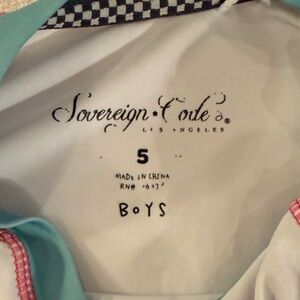 Sovereign • Code
LOS ANGELES
5
MADE IN CHINA
RN#
BOYS